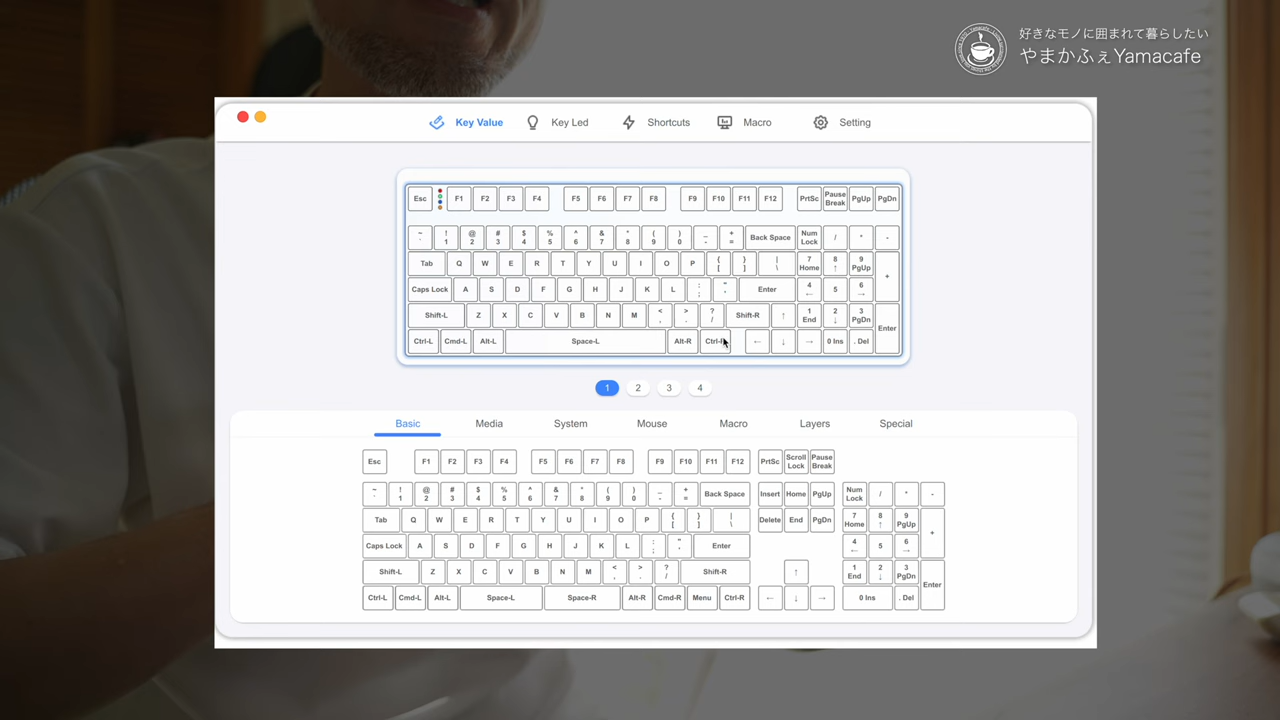 好きなモノに囲まれて暮らしたい
やまかふぇYamacafe
Key Value Key Led Shortcuts Macro Setting
Esc F1 F2 F3 F4 F5 F6 F7 F8 F9 F10 F11 F12 PrtSc Pause Break PgUp PgDn
~ ` ! 1 @ 2 # 3 $ 4 % 5 ^ 6 & 7 * 8 ( 9 ) 0 _ - + = Back Space Num Lock / * -
Tab Q W E R T Y U I O P { [ } ] | \ 7 Home 8 ↑ 9 PgUp +
Caps Lock A S D F G H J K L : ; " ' Enter 4 ← 5 6 →
Shift-L Z X C V B N M < , > . ? / Shift-R ↑ 1 End 2 ↓ 3 PgDn Enter
Ctrl-L Cmd-L Alt-L Space-L Alt-R Ctrl-R ← ↓ → 0 Ins . Del
1 2 3 4
Basic Media System Mouse Macro Layers Special
Esc F1 F2 F3 F4 F5 F6 F7 F8 F9 F10 F11 F12 PrtSc Scroll Lock Pause Break
~ ` ! 1 @ 2 # 3 $ 4 % 5 ^ 6 & 7 * 8 ( 9 ) 0 _ - + = Back Space Insert Home PgUp Num Lock / * -
Tab Q W E R T Y U I O P { [ } ] | \ Delete End PgDn 7 Home 8 ↑ 9 PgUp +
Caps Lock A S D F G H J K L : ; " ' Enter 4 ← 5 6 →
Shift-L Z X C V B N M < , > . ? / Shift-R ↑ 1 End 2 ↓ 3 PgDn Enter
Ctrl-L Cmd-L Alt-L Space-L Space-R Alt-R Cmd-R Menu Ctrl-R ← ↓ → 0 Ins . Del